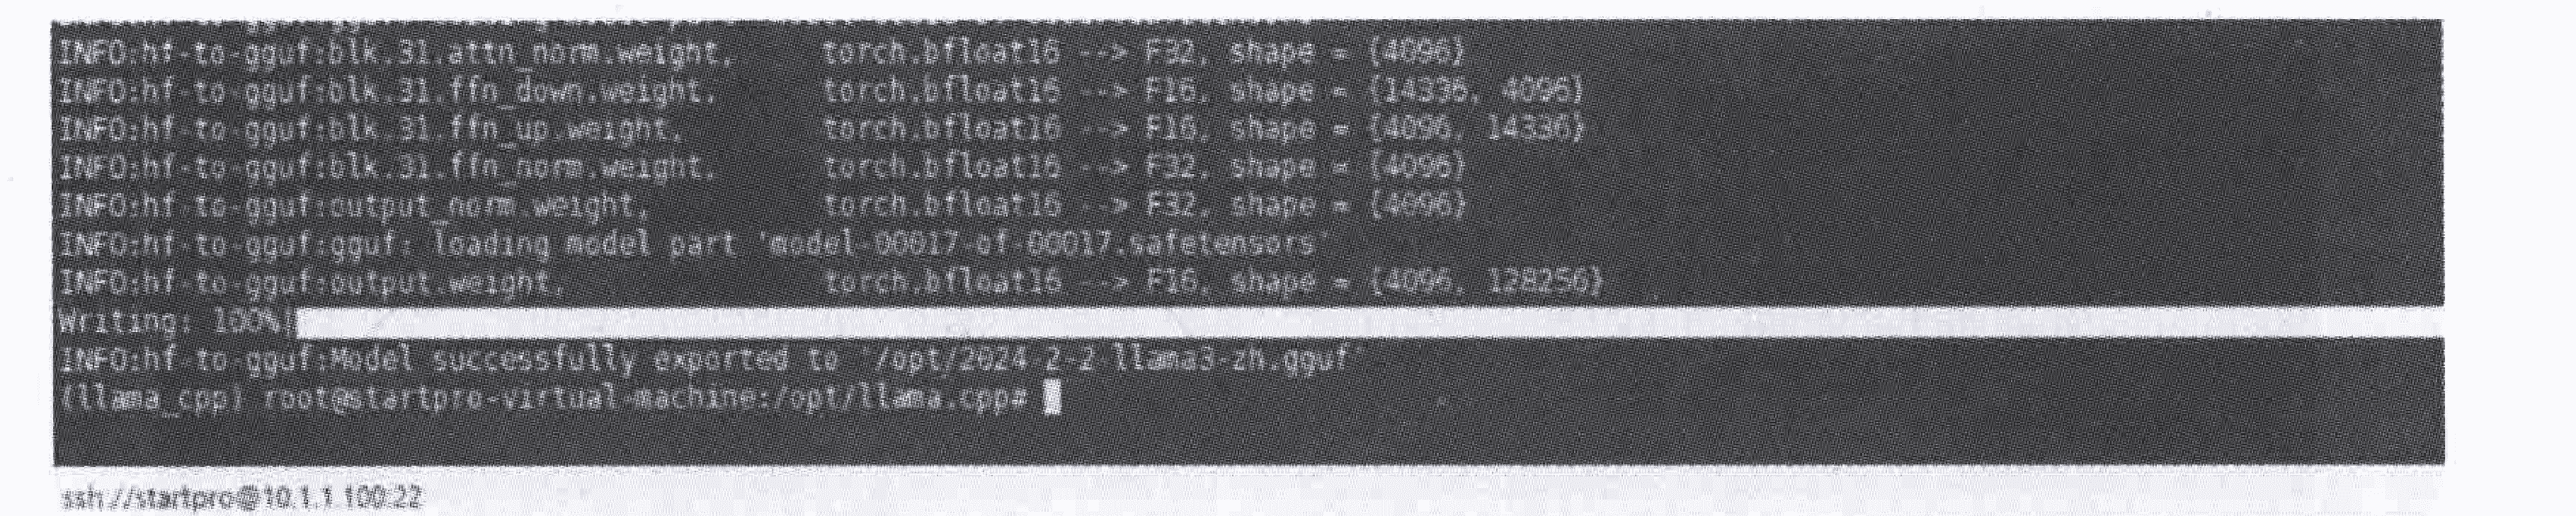 INFO:hf-to-gguf:blk.31.attn_norm.weight, torch.bfloat16 --> F32, shape = {4096}
INFO:hf-to-gguf:blk.31.ffn_down.weight, torch.bfloat16 --> F16, shape = {14336, 4096}
INFO:hf-to-gguf:blk.31.ffn_up.weight, torch.bfloat16 --> F16, shape = {4096, 14336}
INFO:hf-to-gguf:blk.31.ffn_norm.weight, torch.bfloat16 --> F32, shape = {4096}
INFO:hf-to-gguf:output_norm.weight, torch.bfloat16 --> F32, shape = {4096}
INFO:hf-to-gguf:gguf: loading model part 'model-00017-of-00017.safetensors'
INFO:hf-to-gguf:output.weight, torch.bfloat16 --> F16, shape = {4096, 128256}
Writing: 100%|
INFO:hf-to-gguf:Model successfully exported to '/opt/2024-2-2-llama3-zh.gguf'
(llama_cpp) root@startpro-virtual-machine:/opt/llama.cpp#
ssh://startpro@10.1.1.100:22